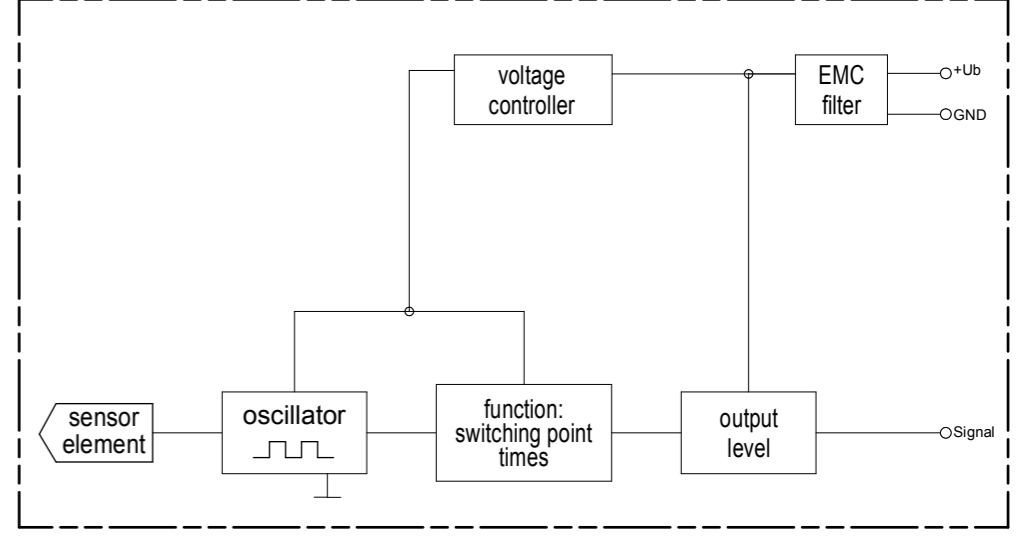 voltage
controller
EMC
filter
+Ub
GND
sensor
element
oscillator
function:
switching point
times
output
level
Signal